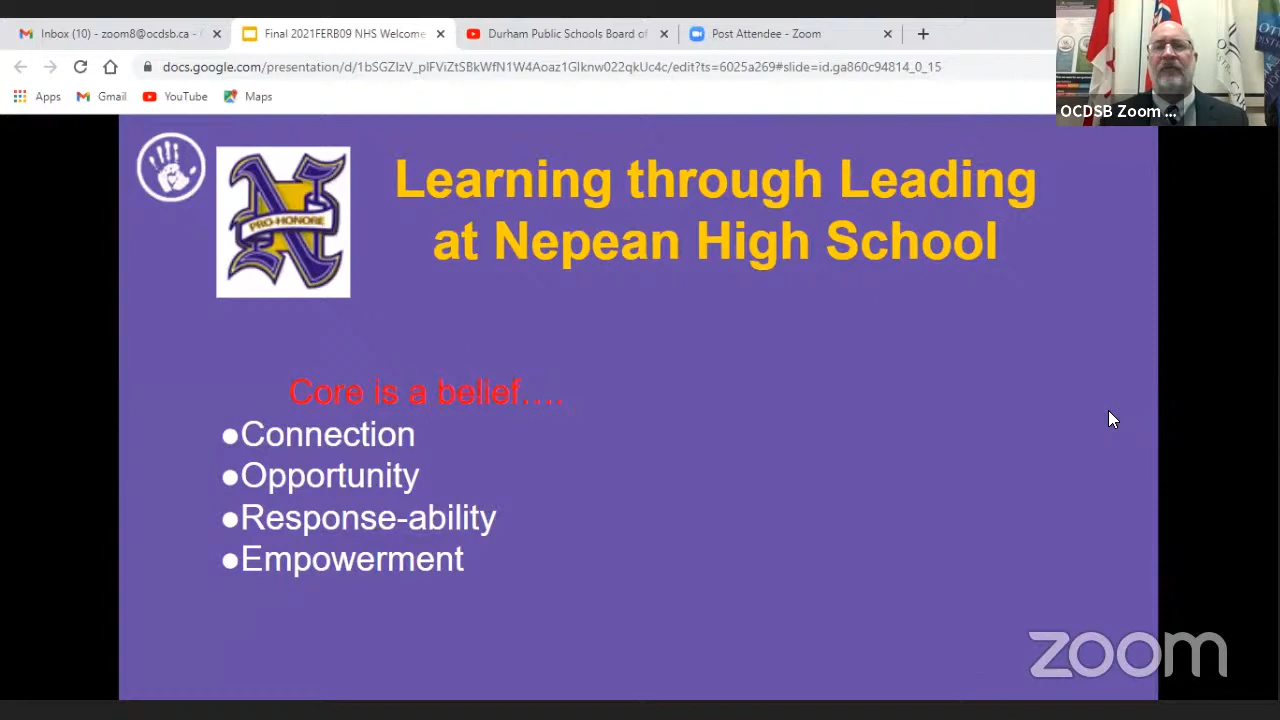 Inbox (10) - zoom8@ocdsb.ca -
Final 2021FERB09 NHS Welcome
Durham Public Schools Board of
Post Attendee - Zoom
docs.google.com/presentation/d/1bSGZIzV_pIFViZtSBkWfN1W4Aoaz1GIknw022qkUc4c/edit?ts=6025a269#slide=id.ga860c94814_0_15
Apps
Gmail
YouTube
Maps
OCDSB Zoom ...
Learning through Leading
at Nepean High School
PRO-HONORE
Core is a belief….
●Connection
●Opportunity
●Response-ability
●Empowerment
zoom